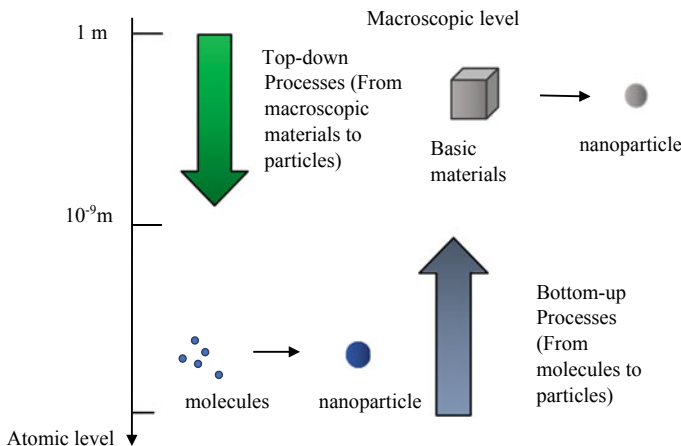 Macroscopic level
1 m
Top-down
Processes (From
macroscopic
materials to
particles)
Basic
materials
nanoparticle
10⁻⁹m
Bottom-up
Processes
(From
molecules to
particles)
molecules
nanoparticle
Atomic level